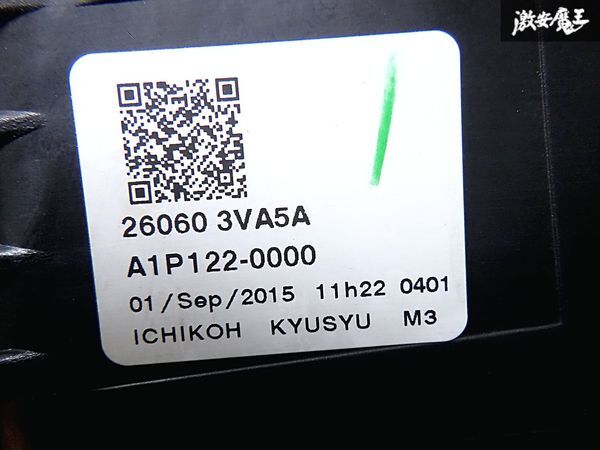 激安魔王
26060 3VA5A
A1P122-0000
01/Sep/2015 11h22 0401
ICHIKOH KYUSYU M3